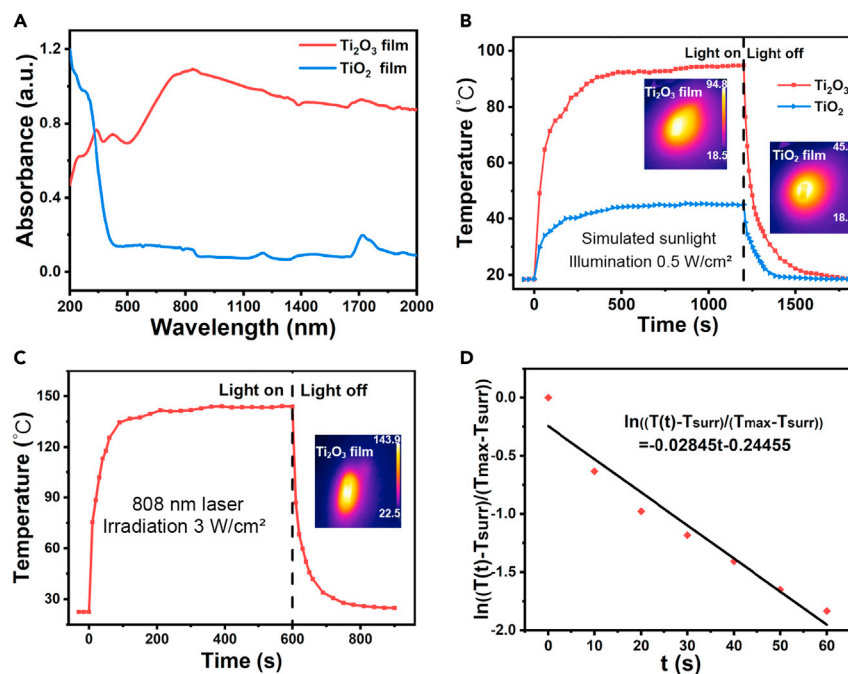 A
Absorbance (a.u.)
1.2
0.8
0.4
0.0
Ti₂O₃ film
TiO₂ film
200 500 800 1100 1400 1700 2000
Wavelength (nm)
B
Temperature (°C)
100
80
60
40
20
Light on Light off
Ti₂O₃
TiO₂
Ti₂O₃ film
94.8
18.5
TiO₂ film
45.
18.
Simulated sunlight
Illumination 0.5 W/cm²
0 500 1000 1500
Time (s)
C
Temperature (°C)
150
120
90
60
30
Light on Light off
Ti₂O₃ film
143.9
22.5
808 nm laser
Irradiation 3 W/cm²
0 200 400 600 800
Time (s)
D
ln((T(t)-Tsurr)/(Tmax-Tsurr))
0.0
-0.5
-1.0
-1.5
-2.0
ln((T(t)-Tsurr)/(Tmax-Tsurr))
=-0.02845t-0.24455
0 10 20 30 40 50 60
t (s)